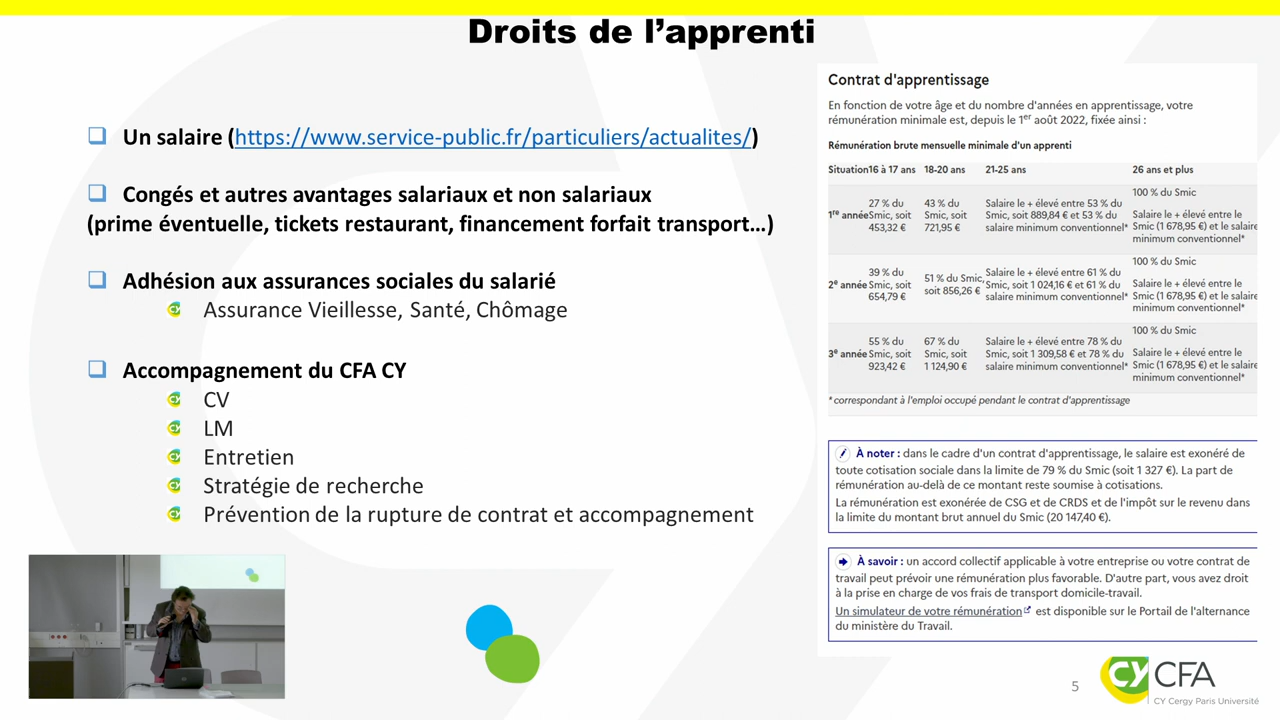 Droits de l'apprenti
Un salaire (https://www.service-public.fr/particuliers/actualites/)
Congés et autres avantages salariaux et non salariaux
(prime éventuelle, tickets restaurant, financement forfait transport…)
Adhésion aux assurances sociales du salarié
Assurance Vieillesse, Santé, Chômage
Accompagnement du CFA CY
CV
LM
Entretien
Stratégie de recherche
Prévention de la rupture de contrat et accompagnement
Contrat d'apprentissage
En fonction de votre âge et du nombre d'années en apprentissage, votre
rémunération minimale est, depuis le 1er août 2022, fixée ainsi :
Rémunération brute mensuelle minimale d'un apprenti
Situation 16 à 17 ans 18-20 ans 21-25 ans 26 ans et plus
1re année
27 % du
Smic, soit
453,32 €
43 % du
Smic, soit
721,95 €
Salaire le + élevé entre 53 % du
Smic, soit 889,84 € et 53 % du
salaire minimum conventionnel*
100 % du Smic
Salaire le + élevé entre le
Smic (1 678,95 €) et le salaire
minimum conventionnel*
2e année
39 % du
Smic, soit
654,79 €
51 % du Smic,
soit 856,26 €
Salaire le + élevé entre 61 % du
Smic, soit 1 024,16 € et 61 % du
salaire minimum conventionnel*
100 % du Smic
Salaire le + élevé entre le
Smic (1 678,95 €) et le salaire
minimum conventionnel*
3e année
55 % du
Smic, soit
923,42 €
67 % du
Smic, soit
1 124,90 €
Salaire le + élevé entre 78 % du
Smic, soit 1 309,58 € et 78 % du
salaire minimum conventionnel*
100 % du Smic
Salaire le + élevé entre le
Smic (1 678,95 €) et le salaire
minimum conventionnel*
* correspondant à l'emploi occupé pendant le contrat d'apprentissage
À noter : dans le cadre d'un contrat d'apprentissage, le salaire est exonéré de
toute cotisation sociale dans la limite de 79 % du Smic (soit 1 327 €). La part de
rémunération au-delà de ce montant reste soumise à cotisations.
La rémunération est exonérée de CSG et de CRDS et de l'impôt sur le revenu dans
la limite du montant brut annuel du Smic (20 147,40 €).
À savoir : un accord collectif applicable à votre entreprise ou votre contrat de
travail peut prévoir une rémunération plus favorable. D'autre part, vous avez droit
à la prise en charge de vos frais de transport domicile-travail.
Un simulateur de votre rémunération est disponible sur le Portail de l'alternance
du ministère du Travail.
5
CY CFA
CY Cergy Paris Université